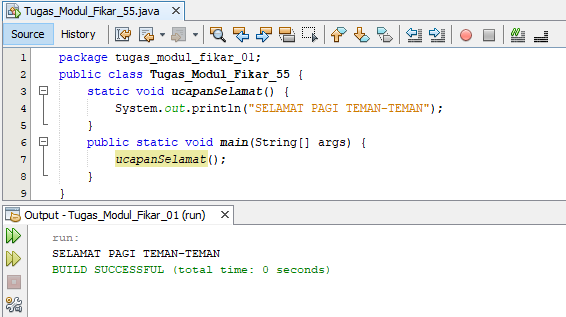 Tugas_Modul_Fikar_55.java
Source History
1 package tugas_modul_fikar_01;
2 public class Tugas_Modul_Fikar_55 {
3 static void ucapanSelamat() {
4 System.out.println("SELAMAT PAGI TEMAN-TEMAN");
5 }
6 public static void main(String[] args) {
7 ucapanSelamat();
8 }
9 }
Output - Tugas_Modul_Fikar_01 (run)
run:
SELAMAT PAGI TEMAN-TEMAN
BUILD SUCCESSFUL (total time: 0 seconds)